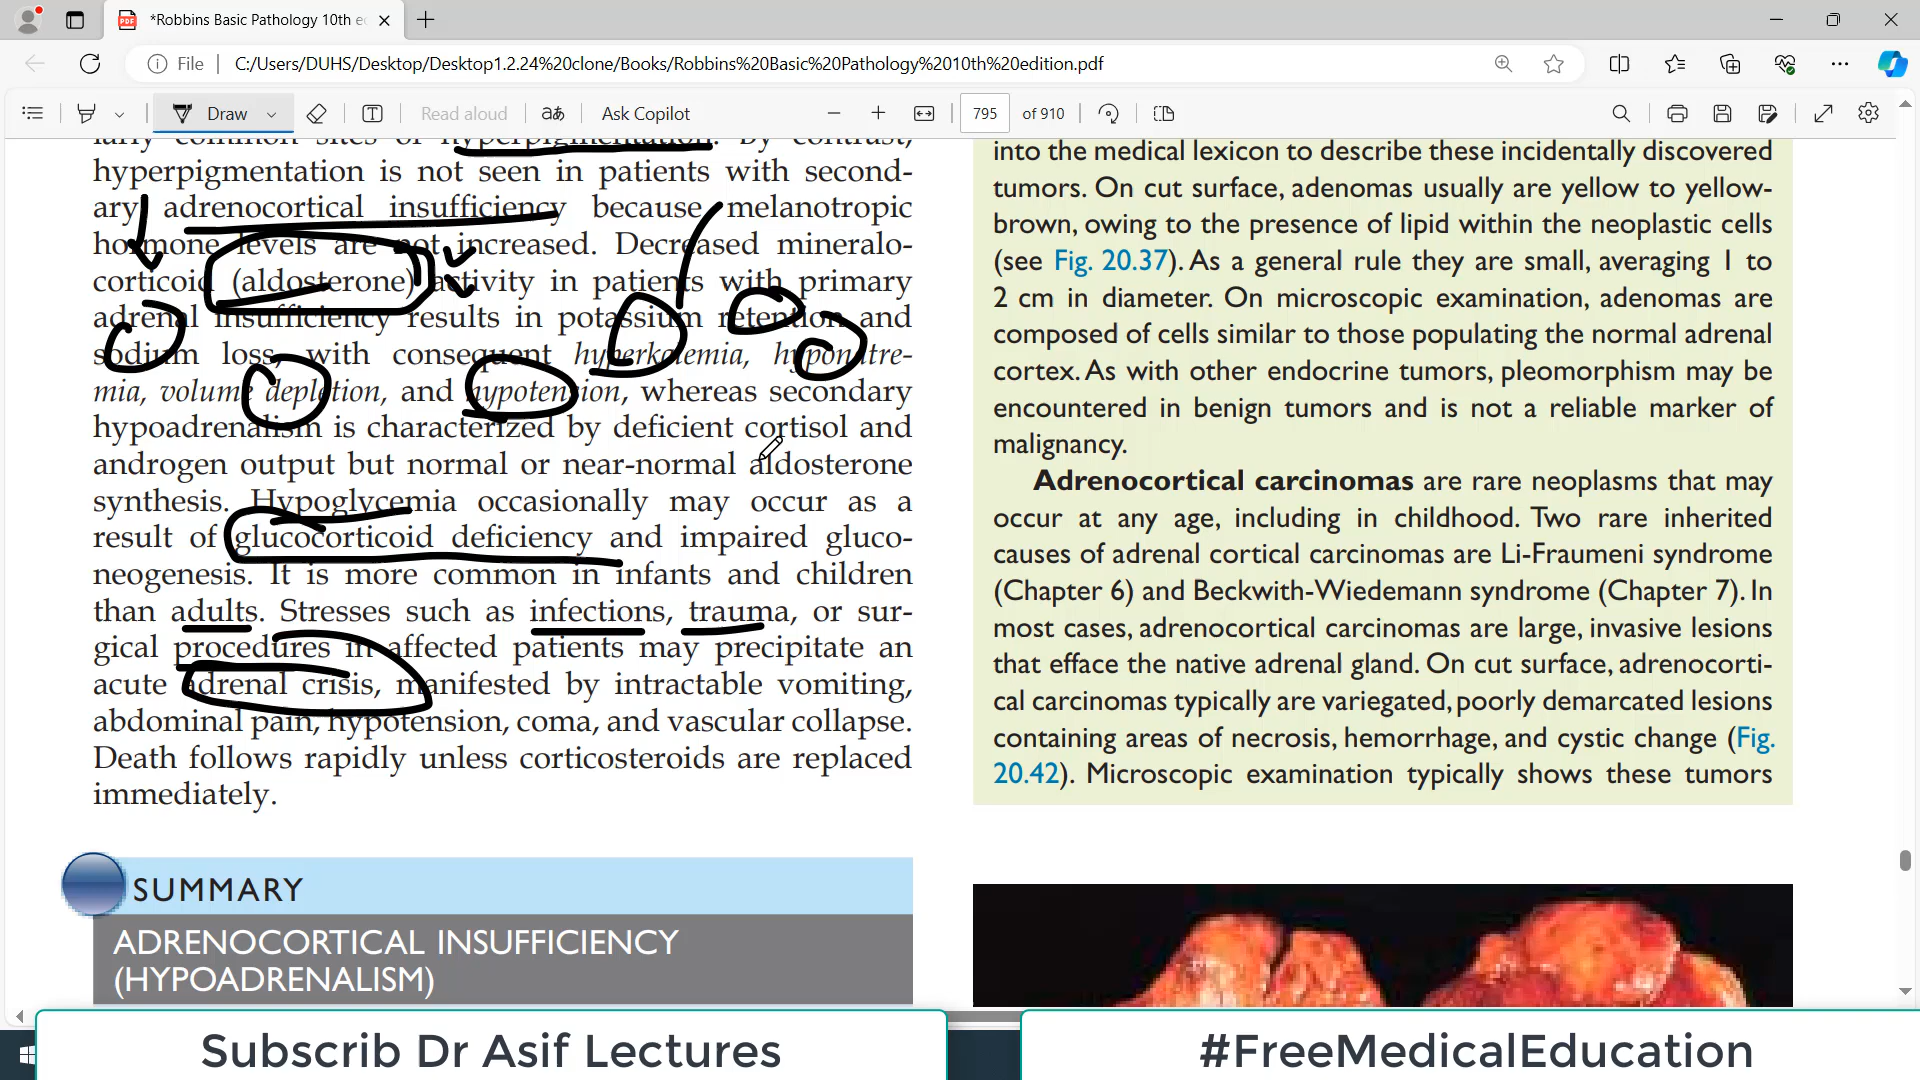 *Robbins Basic Pathology 10th e
File
C:/Users/DUHS/Desktop/Desktop1.2.24%20clone/Books/Robbins%20Basic%20Pathology%2010th%20edition.pdf
Draw
Read aloud
aあ
Ask Copilot
795 of 910
larly common sites of hyperpigmentation. By contrast,
hyperpigmentation is not seen in patients with second-
ary adrenocortical insufficiency because melanotropic
hormone levels are not increased. Decreased mineralo-
corticoid (aldosterone) activity in patients with primary
adrenal insufficiency results in potassium retention and
sodium loss, with consequent hyperkalemia, hyponatre-
mia, volume depletion, and hypotension, whereas secondary
hypoadrenalism is characterized by deficient cortisol and
androgen output but normal or near-normal aldosterone
synthesis. Hypoglycemia occasionally may occur as a
result of glucocorticoid deficiency and impaired gluco-
neogenesis. It is more common in infants and children
than adults. Stresses such as infections, trauma, or sur-
gical procedures in affected patients may precipitate an
acute adrenal crisis, manifested by intractable vomiting,
abdominal pain, hypotension, coma, and vascular collapse.
Death follows rapidly unless corticosteroids are replaced
immediately.
SUMMARY
ADRENOCORTICAL INSUFFICIENCY
(HYPOADRENALISM)
into the medical lexicon to describe these incidentally discovered
tumors. On cut surface, adenomas usually are yellow to yellow-
brown, owing to the presence of lipid within the neoplastic cells
(see Fig. 20.37). As a general rule they are small, averaging 1 to
2 cm in diameter. On microscopic examination, adenomas are
composed of cells similar to those populating the normal adrenal
cortex. As with other endocrine tumors, pleomorphism may be
encountered in benign tumors and is not a reliable marker of
malignancy.
Adrenocortical carcinomas are rare neoplasms that may
occur at any age, including in childhood. Two rare inherited
causes of adrenal cortical carcinomas are Li-Fraumeni syndrome
(Chapter 6) and Beckwith-Wiedemann syndrome (Chapter 7). In
most cases, adrenocortical carcinomas are large, invasive lesions
that efface the native adrenal gland. On cut surface, adrenocorti-
cal carcinomas typically are variegated, poorly demarcated lesions
containing areas of necrosis, hemorrhage, and cystic change (Fig.
20.42). Microscopic examination typically shows these tumors
Subscrib Dr Asif Lectures
#FreeMedicalEducation